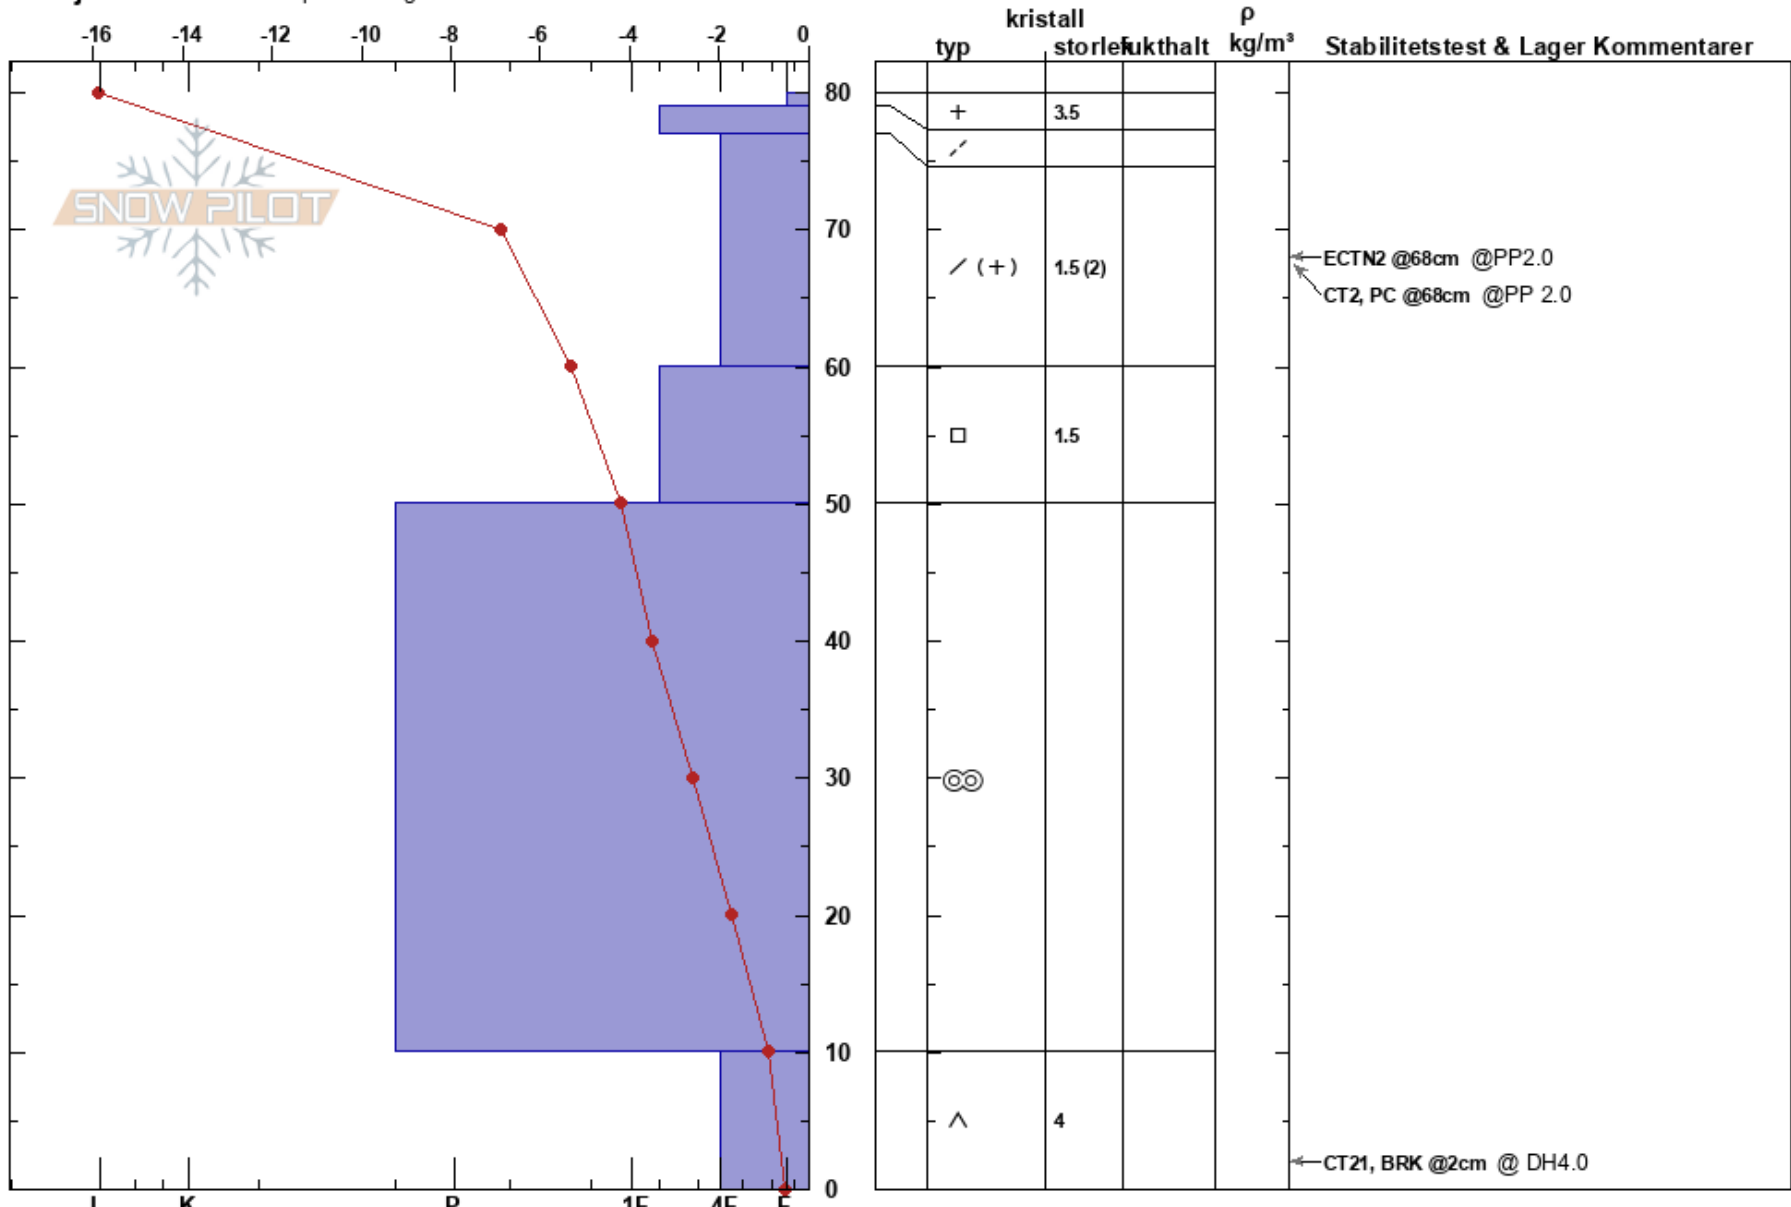 kristall
ρ
typ
storlek
fukthalt
kg/m³
Stabilitetstest & Lager Kommentarer
-16 -14 -12 -10 -8 -6 -4 -2 0
80
+ 3.5
SNOW PILOT
70
ECTN2 @68cm @PP2.0
/ (+) 1.5 (2)
CT2, PC @68cm @PP 2.0
60
1.5
50
40
30
20
10
4
CT21, BRK @2cm @ DH4.0
0
I K P 1F 4F F